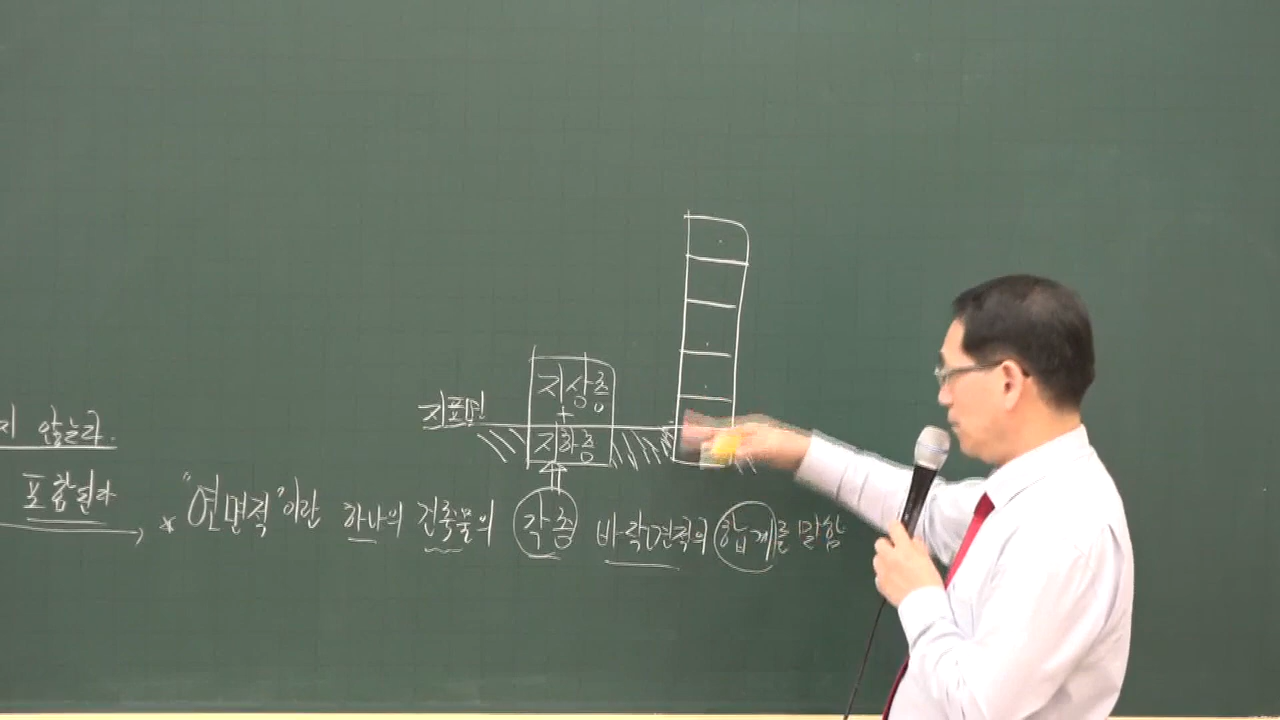 지상층
+
지표면
지하층
지 않는다.
포함된다
* "연면적"이란 하나의 건축물의 각층 바닥면적의 합계를 말함